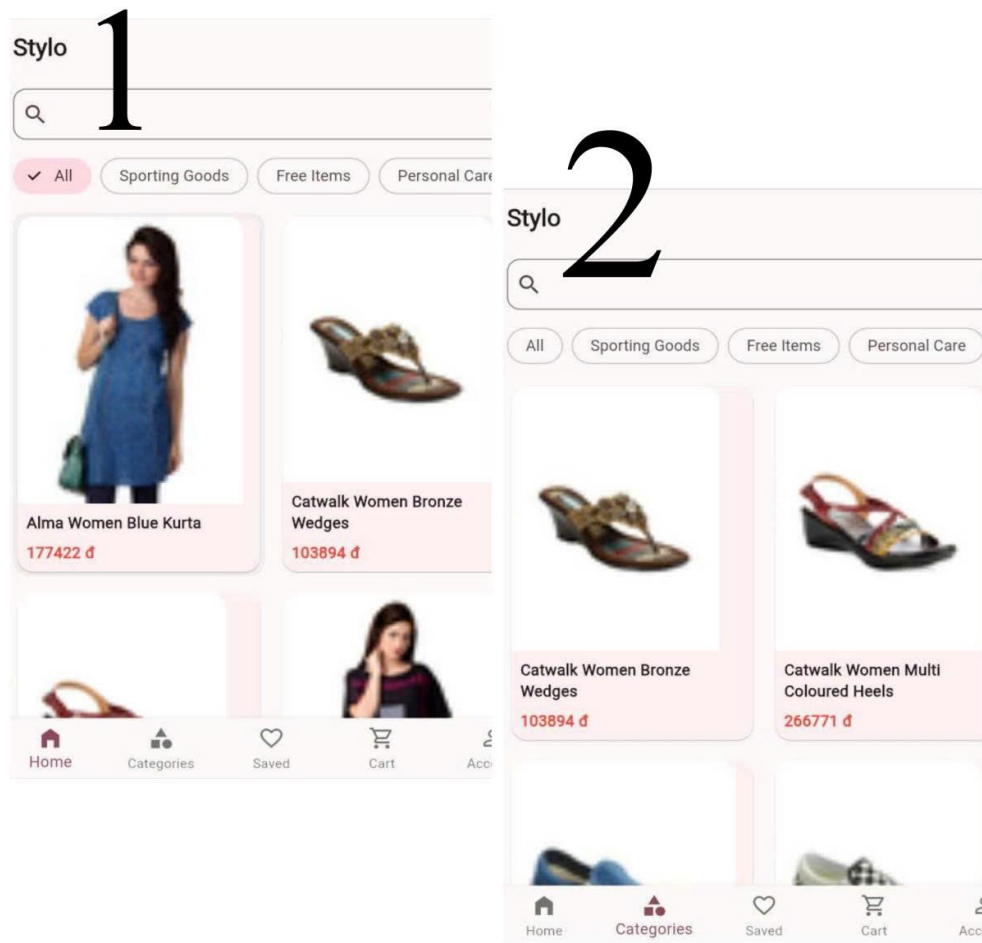 1
Stylo
All
Sporting Goods
Free Items
Personal Care
Alma Women Blue Kurta
177422 đ
Catwalk Women Bronze
Wedges
103894 đ
Home
Categories
Saved
Cart
Acc
2
Stylo
All
Sporting Goods
Free Items
Personal Care
Catwalk Women Bronze
Wedges
103894 đ
Catwalk Women Multi
Coloured Heels
266771 đ
Home
Categories
Saved
Cart
Acc